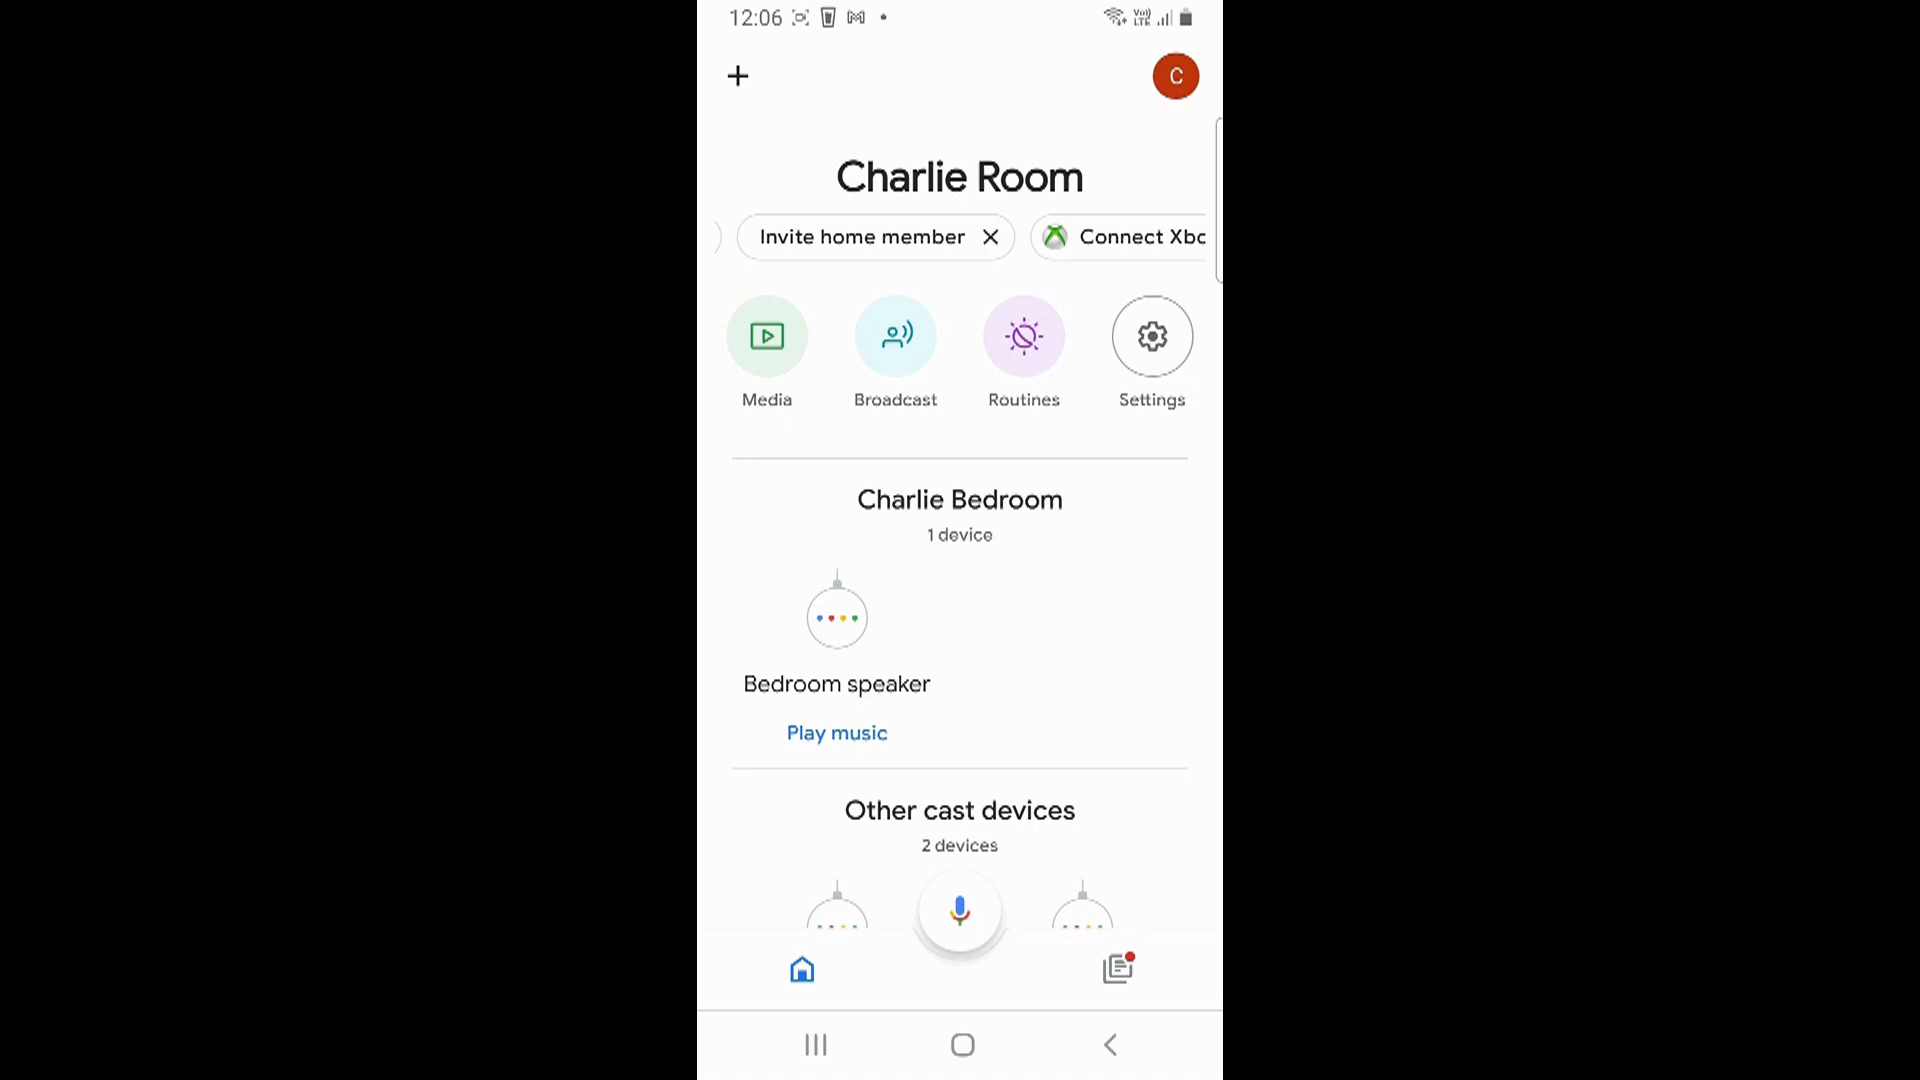 12:06
C
Charlie Room
Invite home member
Connect Xbo
Media
Broadcast
Routines
Settings
Charlie Bedroom
1 device
Bedroom speaker
Play music
Other cast devices
2 devices